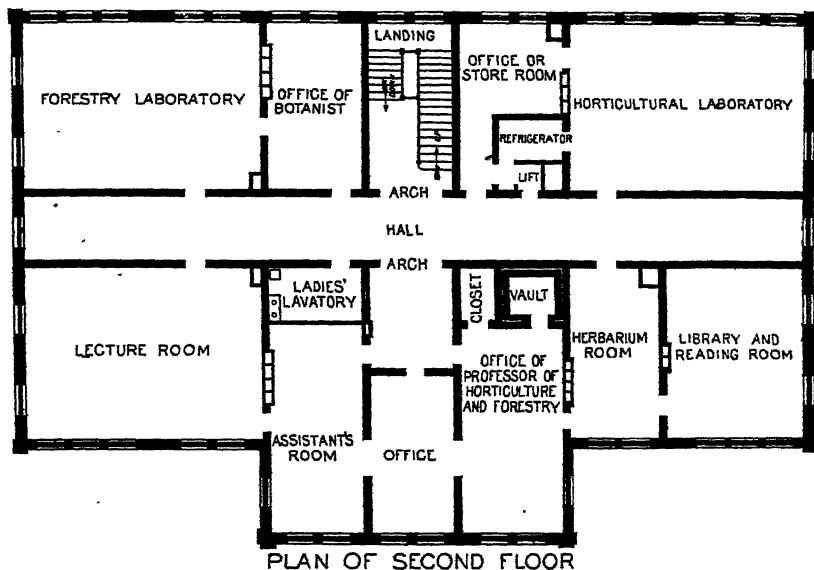 LANDING
FORESTRY LABORATORY
OFFICE OF
BOTANIST
OFFICE OR
STORE ROOM
HORTICULTURAL LABORATORY
REFRIGERATOR
LIFT
UP
ARCH
HALL
ARCH
LADIES'
LAVATORY
CLOSET
VAULT
LECTURE ROOM
HERBARIUM
ROOM
LIBRARY AND
READING ROOM
OFFICE OF
PROFESSOR OF
HORTICULTURE
AND FORESTRY
ASSISTANT'S
ROOM
OFFICE
PLAN OF SECOND FLOOR